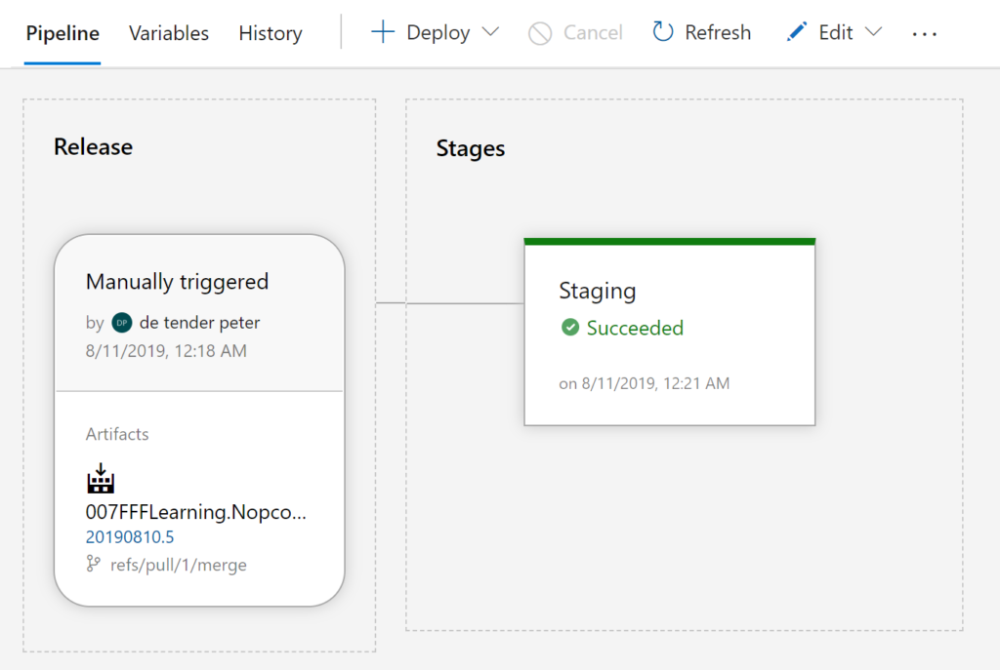 Pipeline Variables History Deploy Cancel Refresh Edit ...
Release
Manually triggered
by DP de tender peter
8/11/2019, 12:18 AM
Artifacts
007FFFLearning.Nopco...
20190810.5
refs/pull/1/merge
Stages
Staging
Succeeded
on 8/11/2019, 12:21 AM